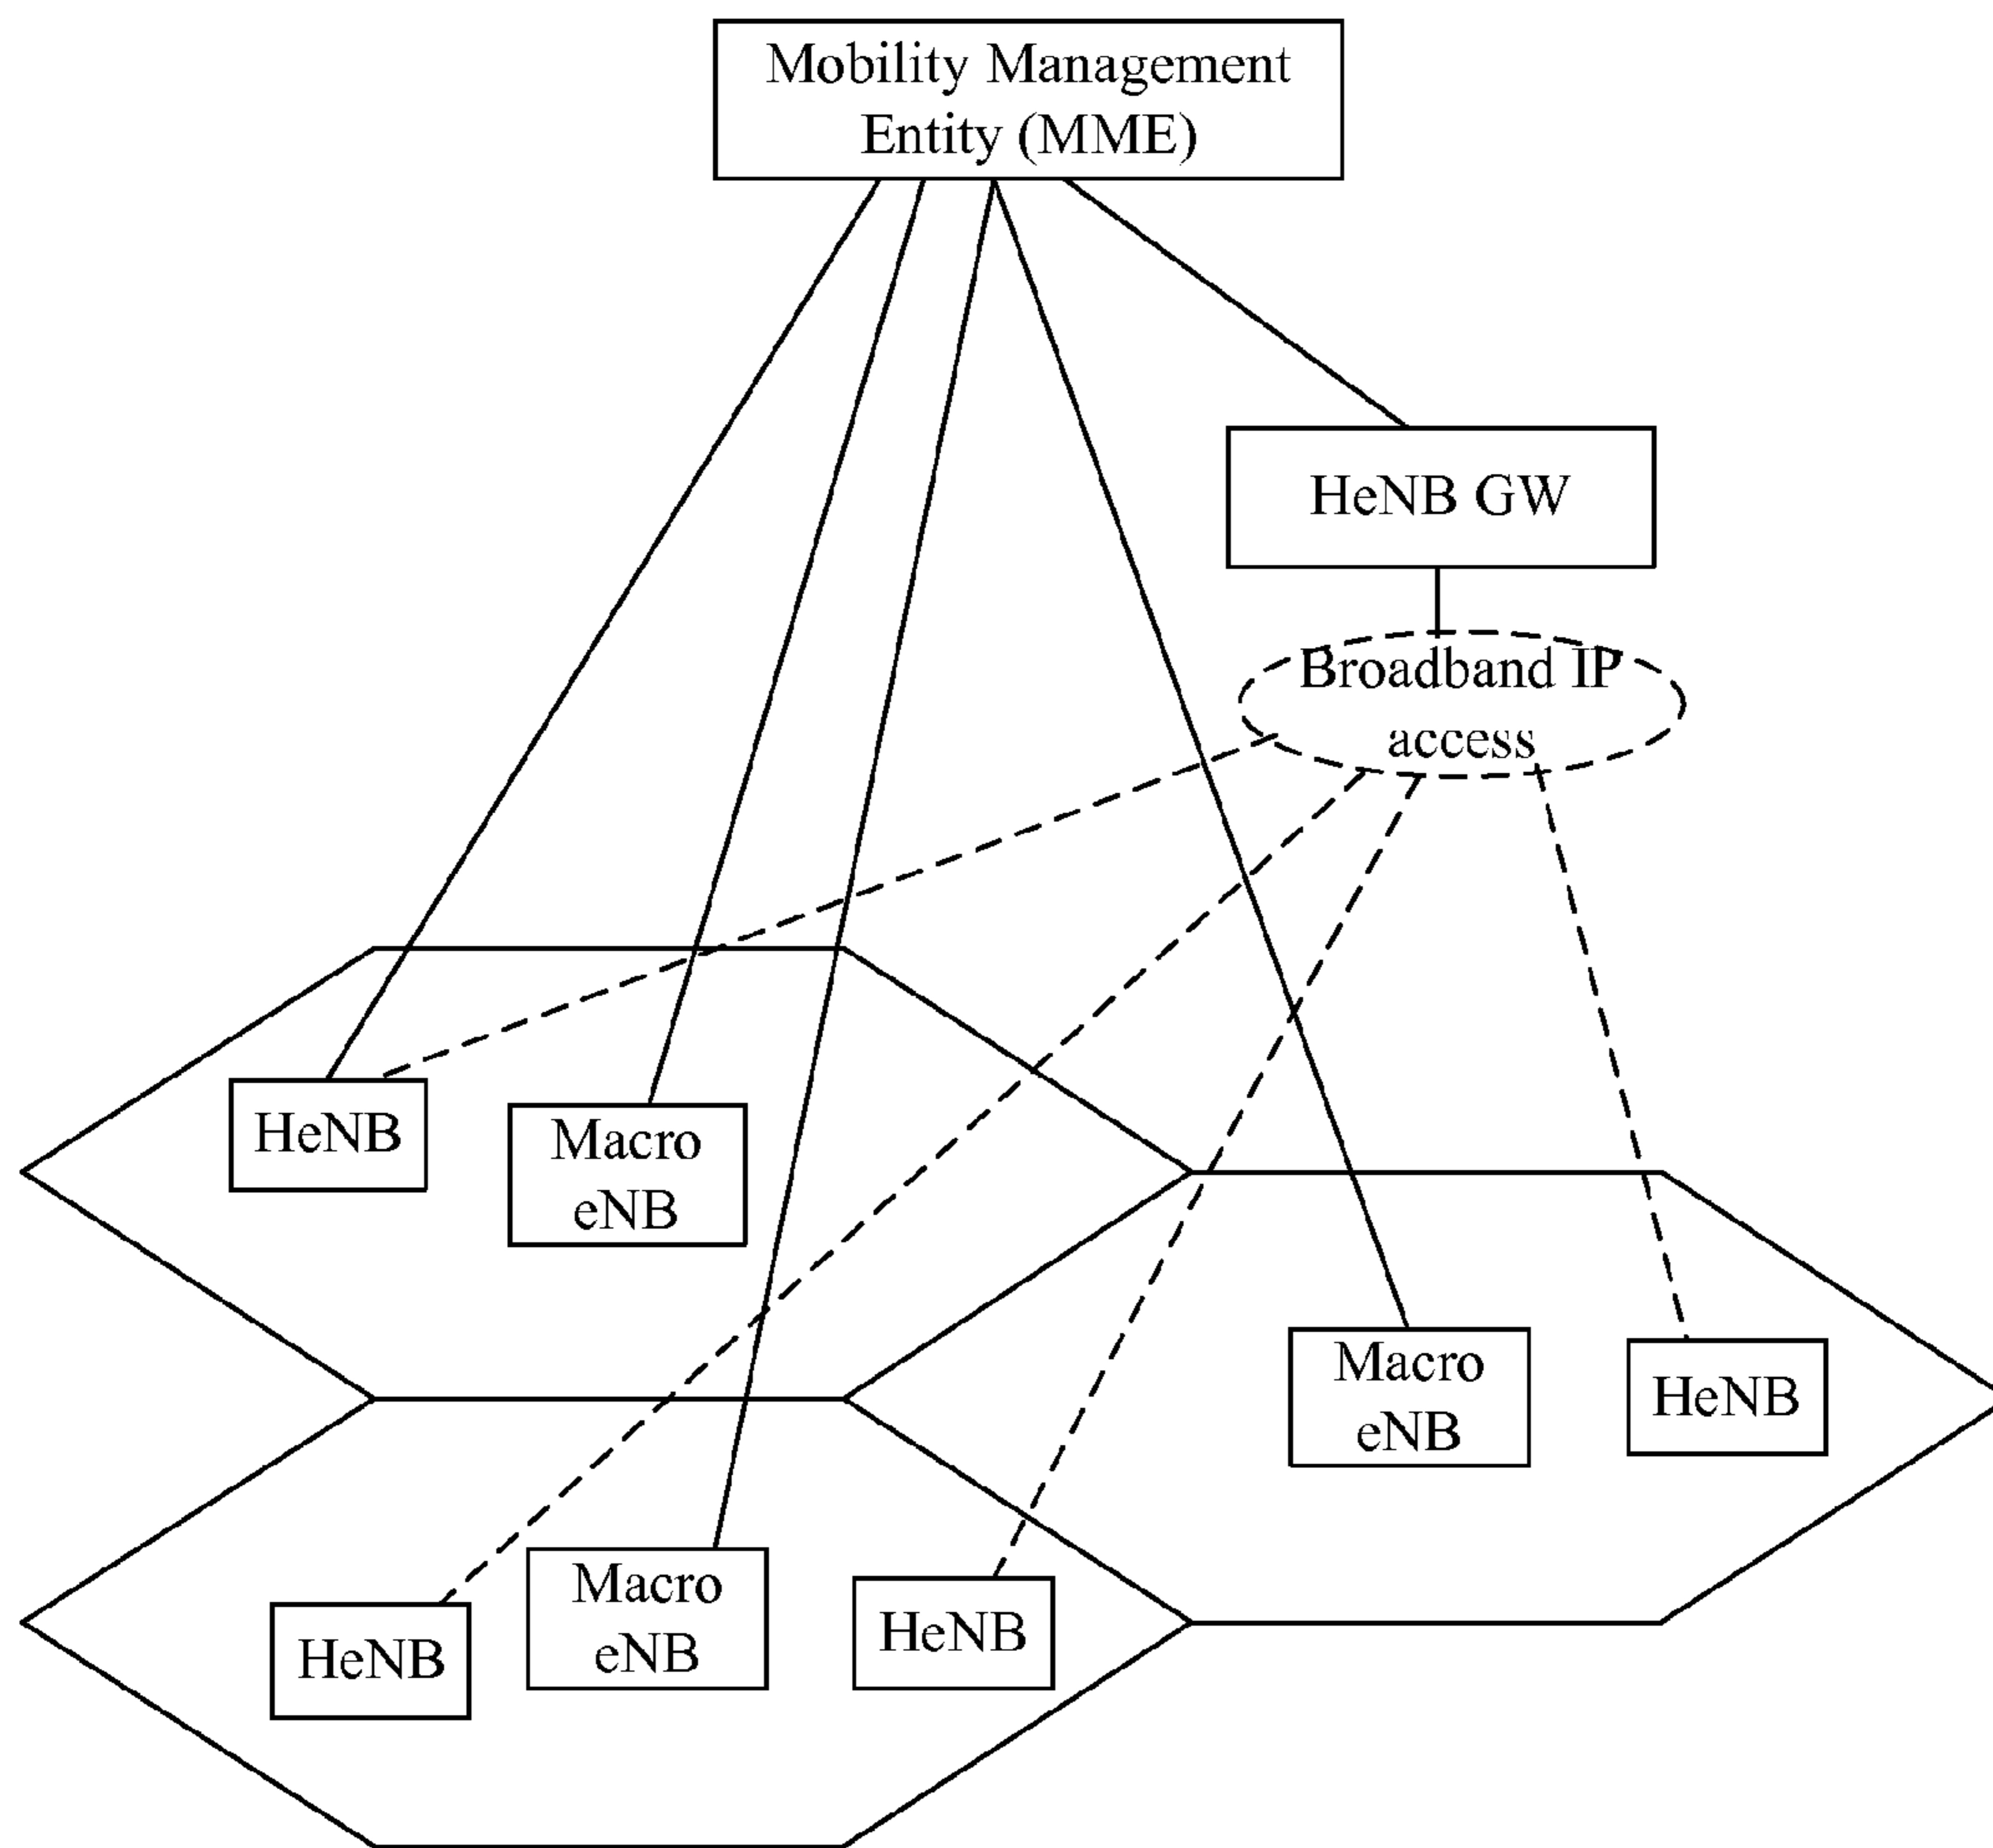 Mobility Management
Entity (MME)
HeNB GW
Broadband IP
access
HeNB
Macro
eNB
Macro
eNB
HeNB
HeNB
Macro
eNB
HeNB